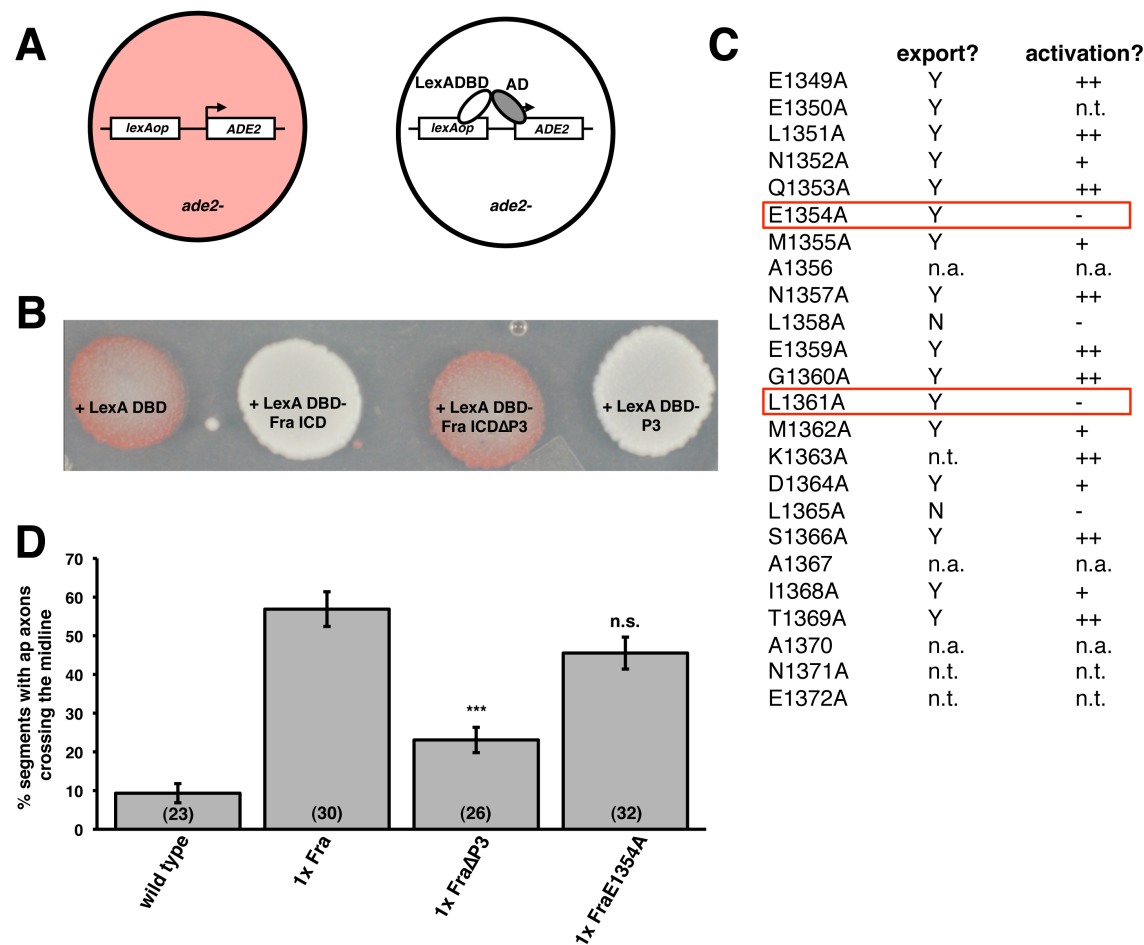 A
lexAop
ADE2
ade2-
LexADBD
AD
lexAop
ADE2
ade2-
B
+ LexA DBD
+ LexA DBD-
Fra ICD
+ LexA DBD-
Fra ICDΔP3
+ LexA DBD-
P3
C
export? activation?
E1349A Y ++
E1350A Y n.t.
L1351A Y ++
N1352A Y +
Q1353A Y ++
E1354A Y -
M1355A Y +
A1356 n.a. n.a.
N1357A Y ++
L1358A N -
E1359A Y ++
G1360A Y ++
L1361A Y -
M1362A Y +
K1363A n.t. ++
D1364A Y +
L1365A N -
S1366A Y ++
A1367 n.a. n.a.
I1368A Y +
T1369A Y ++
A1370 n.a. n.a.
N1371A n.t. n.t.
E1372A n.t. n.t.
D
% segments with ap axons
crossing the midline
70
60
50
40
30
20
10
0
n.s.
***
(23)
(30)
(26)
(32)
wild type
1x Fra
1x FraΔP3
1x FraE1354A